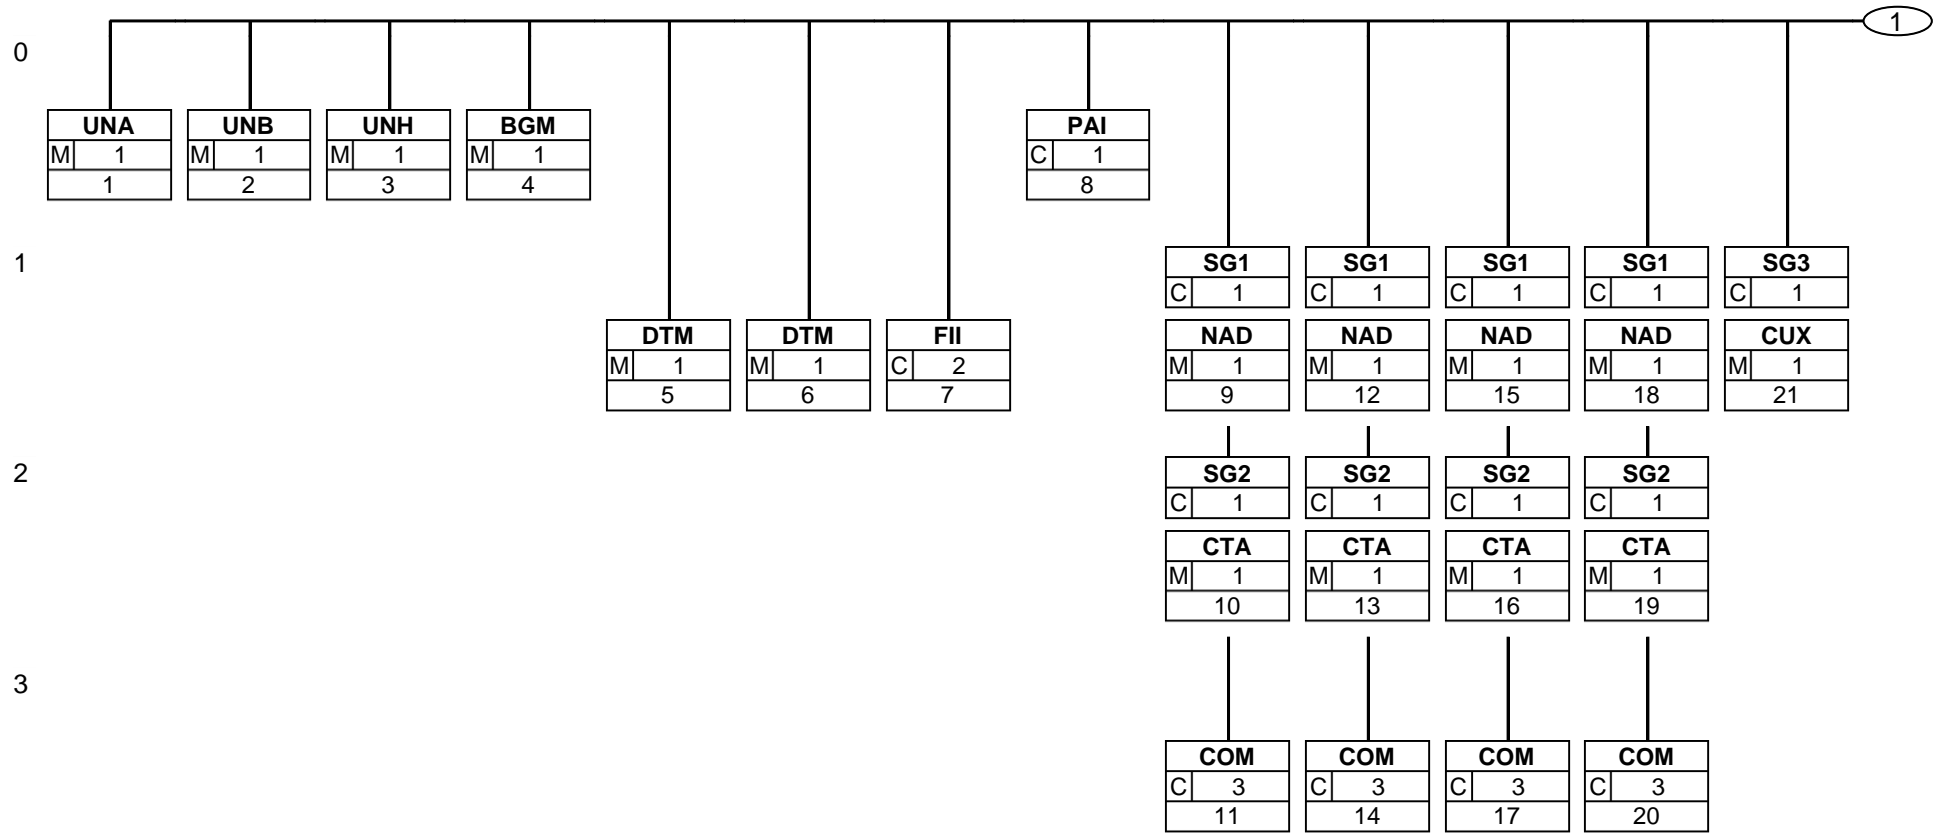 1
0
UNA UNB UNH BGM PAI
M 1 M 1 M 1 M 1 C 1
1 2 3 4 8
1
SG1 SG1 SG1 SG1 SG3
C 1 C 1 C 1 C 1 C 1
DTM DTM FII NAD NAD NAD NAD CUX
M 1 M 1 C 2 M 1 M 1 M 1 M 1 M 1
5 6 7 9 12 15 18 21
2
SG2 SG2 SG2 SG2
C 1 C 1 C 1 C 1
CTA CTA CTA CTA
M 1 M 1 M 1 M 1
10 13 16 19
3
COM COM COM COM
C 3 C 3 C 3 C 3
11 14 17 20